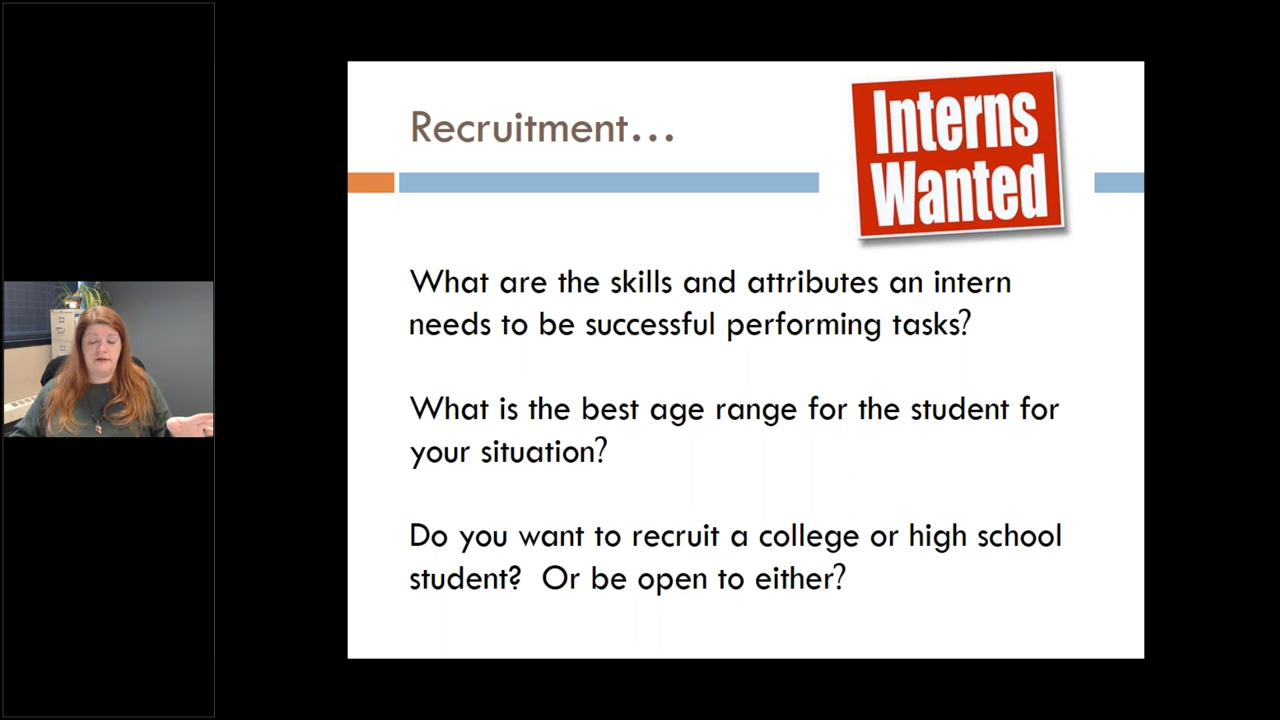 Recruitment...
Interns
Wanted
What are the skills and attributes an intern
needs to be successful performing tasks?
What is the best age range for the student for
your situation?
Do you want to recruit a college or high school
student?  Or be open to either?